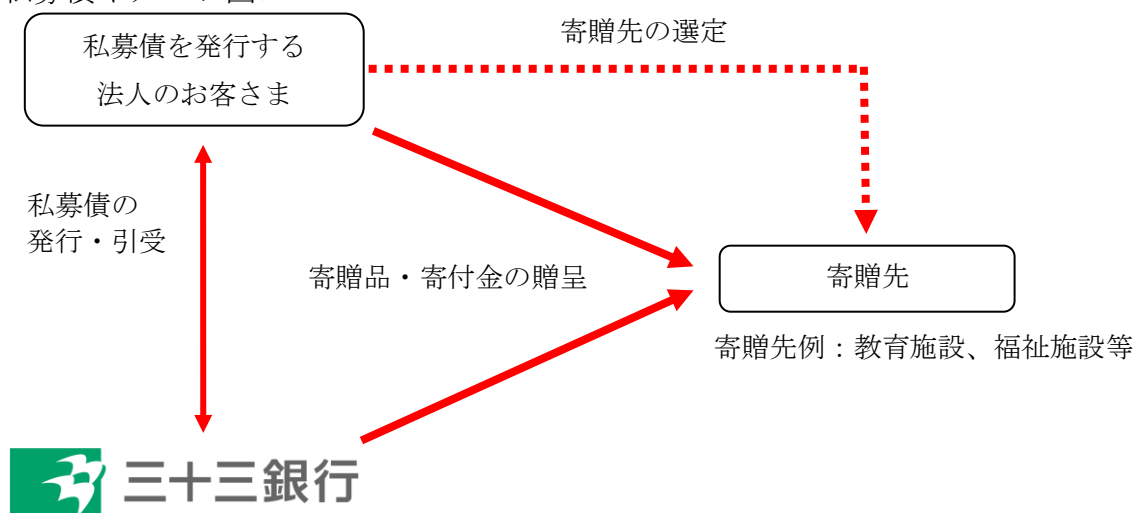 私募債を発行する
法人のお客さま
寄贈先の選定
私募債の
発行・引受
寄贈品・寄付金の贈呈
寄贈先
寄贈先例：教育施設、福祉施設等
三十三銀行